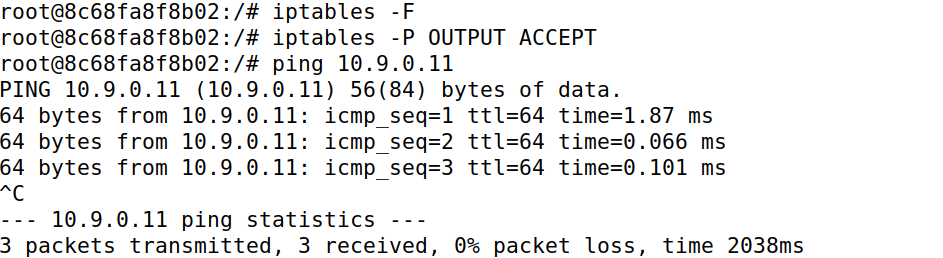 root@8c68fa8f8b02:/# iptables -F
root@8c68fa8f8b02:/# iptables -P OUTPUT ACCEPT
root@8c68fa8f8b02:/# ping 10.9.0.11
PING 10.9.0.11 (10.9.0.11) 56(84) bytes of data.
64 bytes from 10.9.0.11: icmp_seq=1 ttl=64 time=1.87 ms
64 bytes from 10.9.0.11: icmp_seq=2 ttl=64 time=0.066 ms
64 bytes from 10.9.0.11: icmp_seq=3 ttl=64 time=0.101 ms
^C
--- 10.9.0.11 ping statistics ---
3 packets transmitted, 3 received, 0% packet loss, time 2038ms